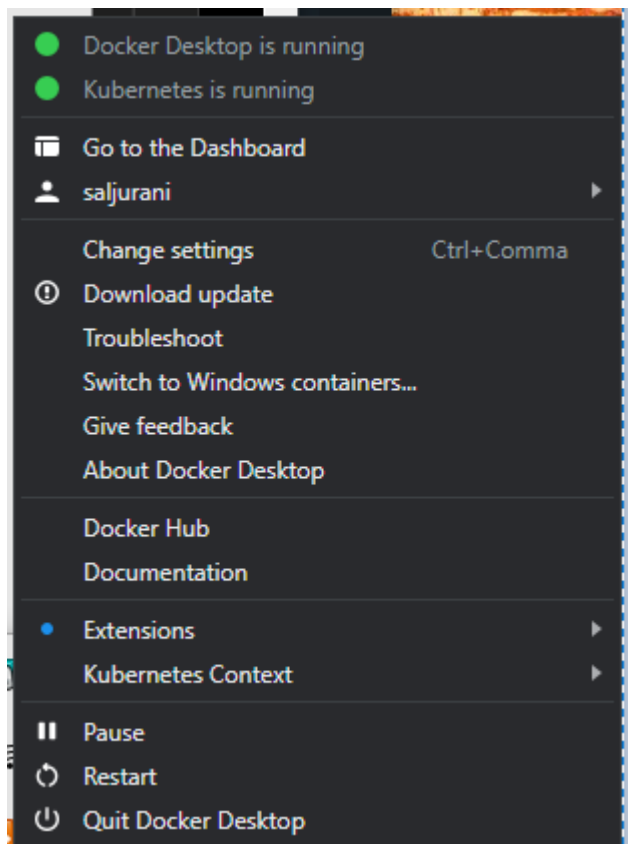 Docker Desktop is running
Kubernetes is running
Go to the Dashboard
saljurani
Change settings Ctrl+Comma
Download update
Troubleshoot
Switch to Windows containers...
Give feedback
About Docker Desktop
Docker Hub
Documentation
Extensions
Kubernetes Context
Pause
Restart
Quit Docker Desktop